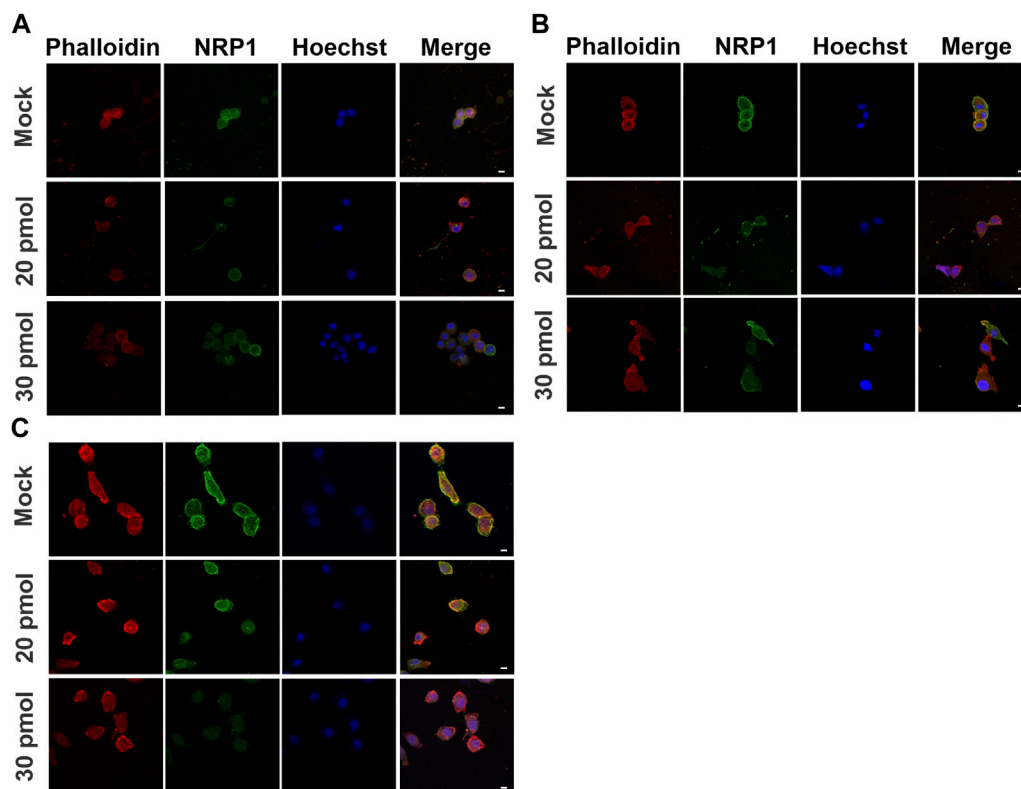 A
Phalloidin NRP1 Hoechst Merge
Mock
20 pmol
30 pmol
B
Phalloidin NRP1 Hoechst Merge
Mock
20 pmol
30 pmol
C
Mock
20 pmol
30 pmol